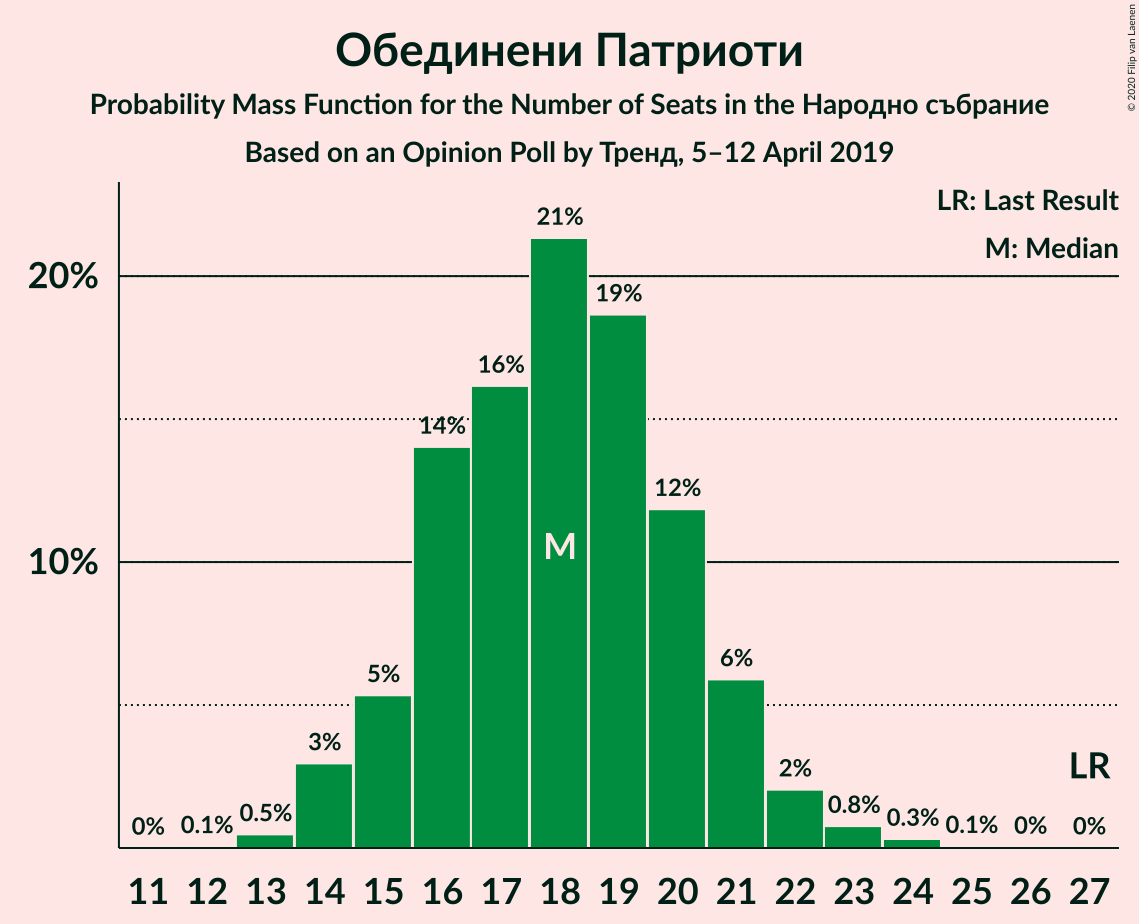 Обединени Патриоти
Probability Mass Function for the Number of Seats in the Народно събрание
Based on an Opinion Poll by Тренд, 5–12 April 2019
© 2020 Filip van Laenen
LR: Last Result
M: Median
20%
10%
0%
0.1%
0.5%
3%
5%
14%
16%
21%
19%
12%
6%
2%
0.8%
0.3%
0.1%
0%
0%
M
LR
11 12 13 14 15 16 17 18 19 20 21 22 23 24 25 26 27